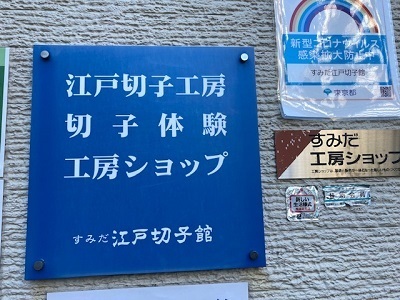 江戸切子工房
切子体験
工房ショップ
すみだ 江戸切子館
新型コロナウイルス
感染拡大防止中
すみだ江戸切子館
東京都
すみだ
工房ショップ
新しい